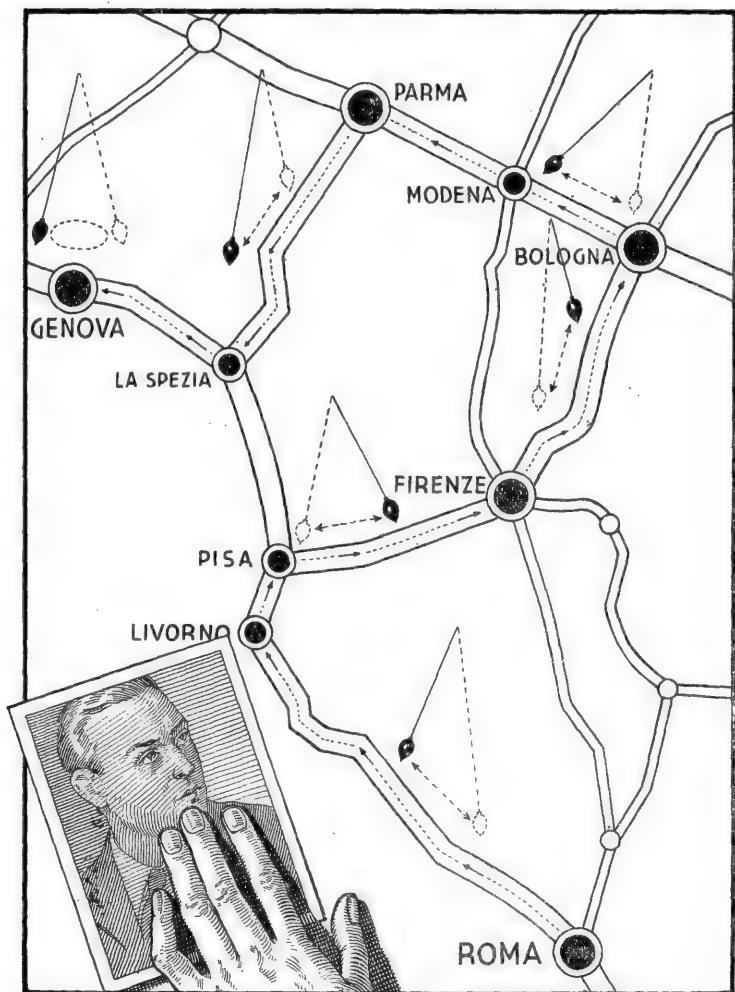 PARMA
MODENA
BOLOGNA
GENOVA
LA SPEZIA
FIRENZE
PISA
LIVORNO
ROMA